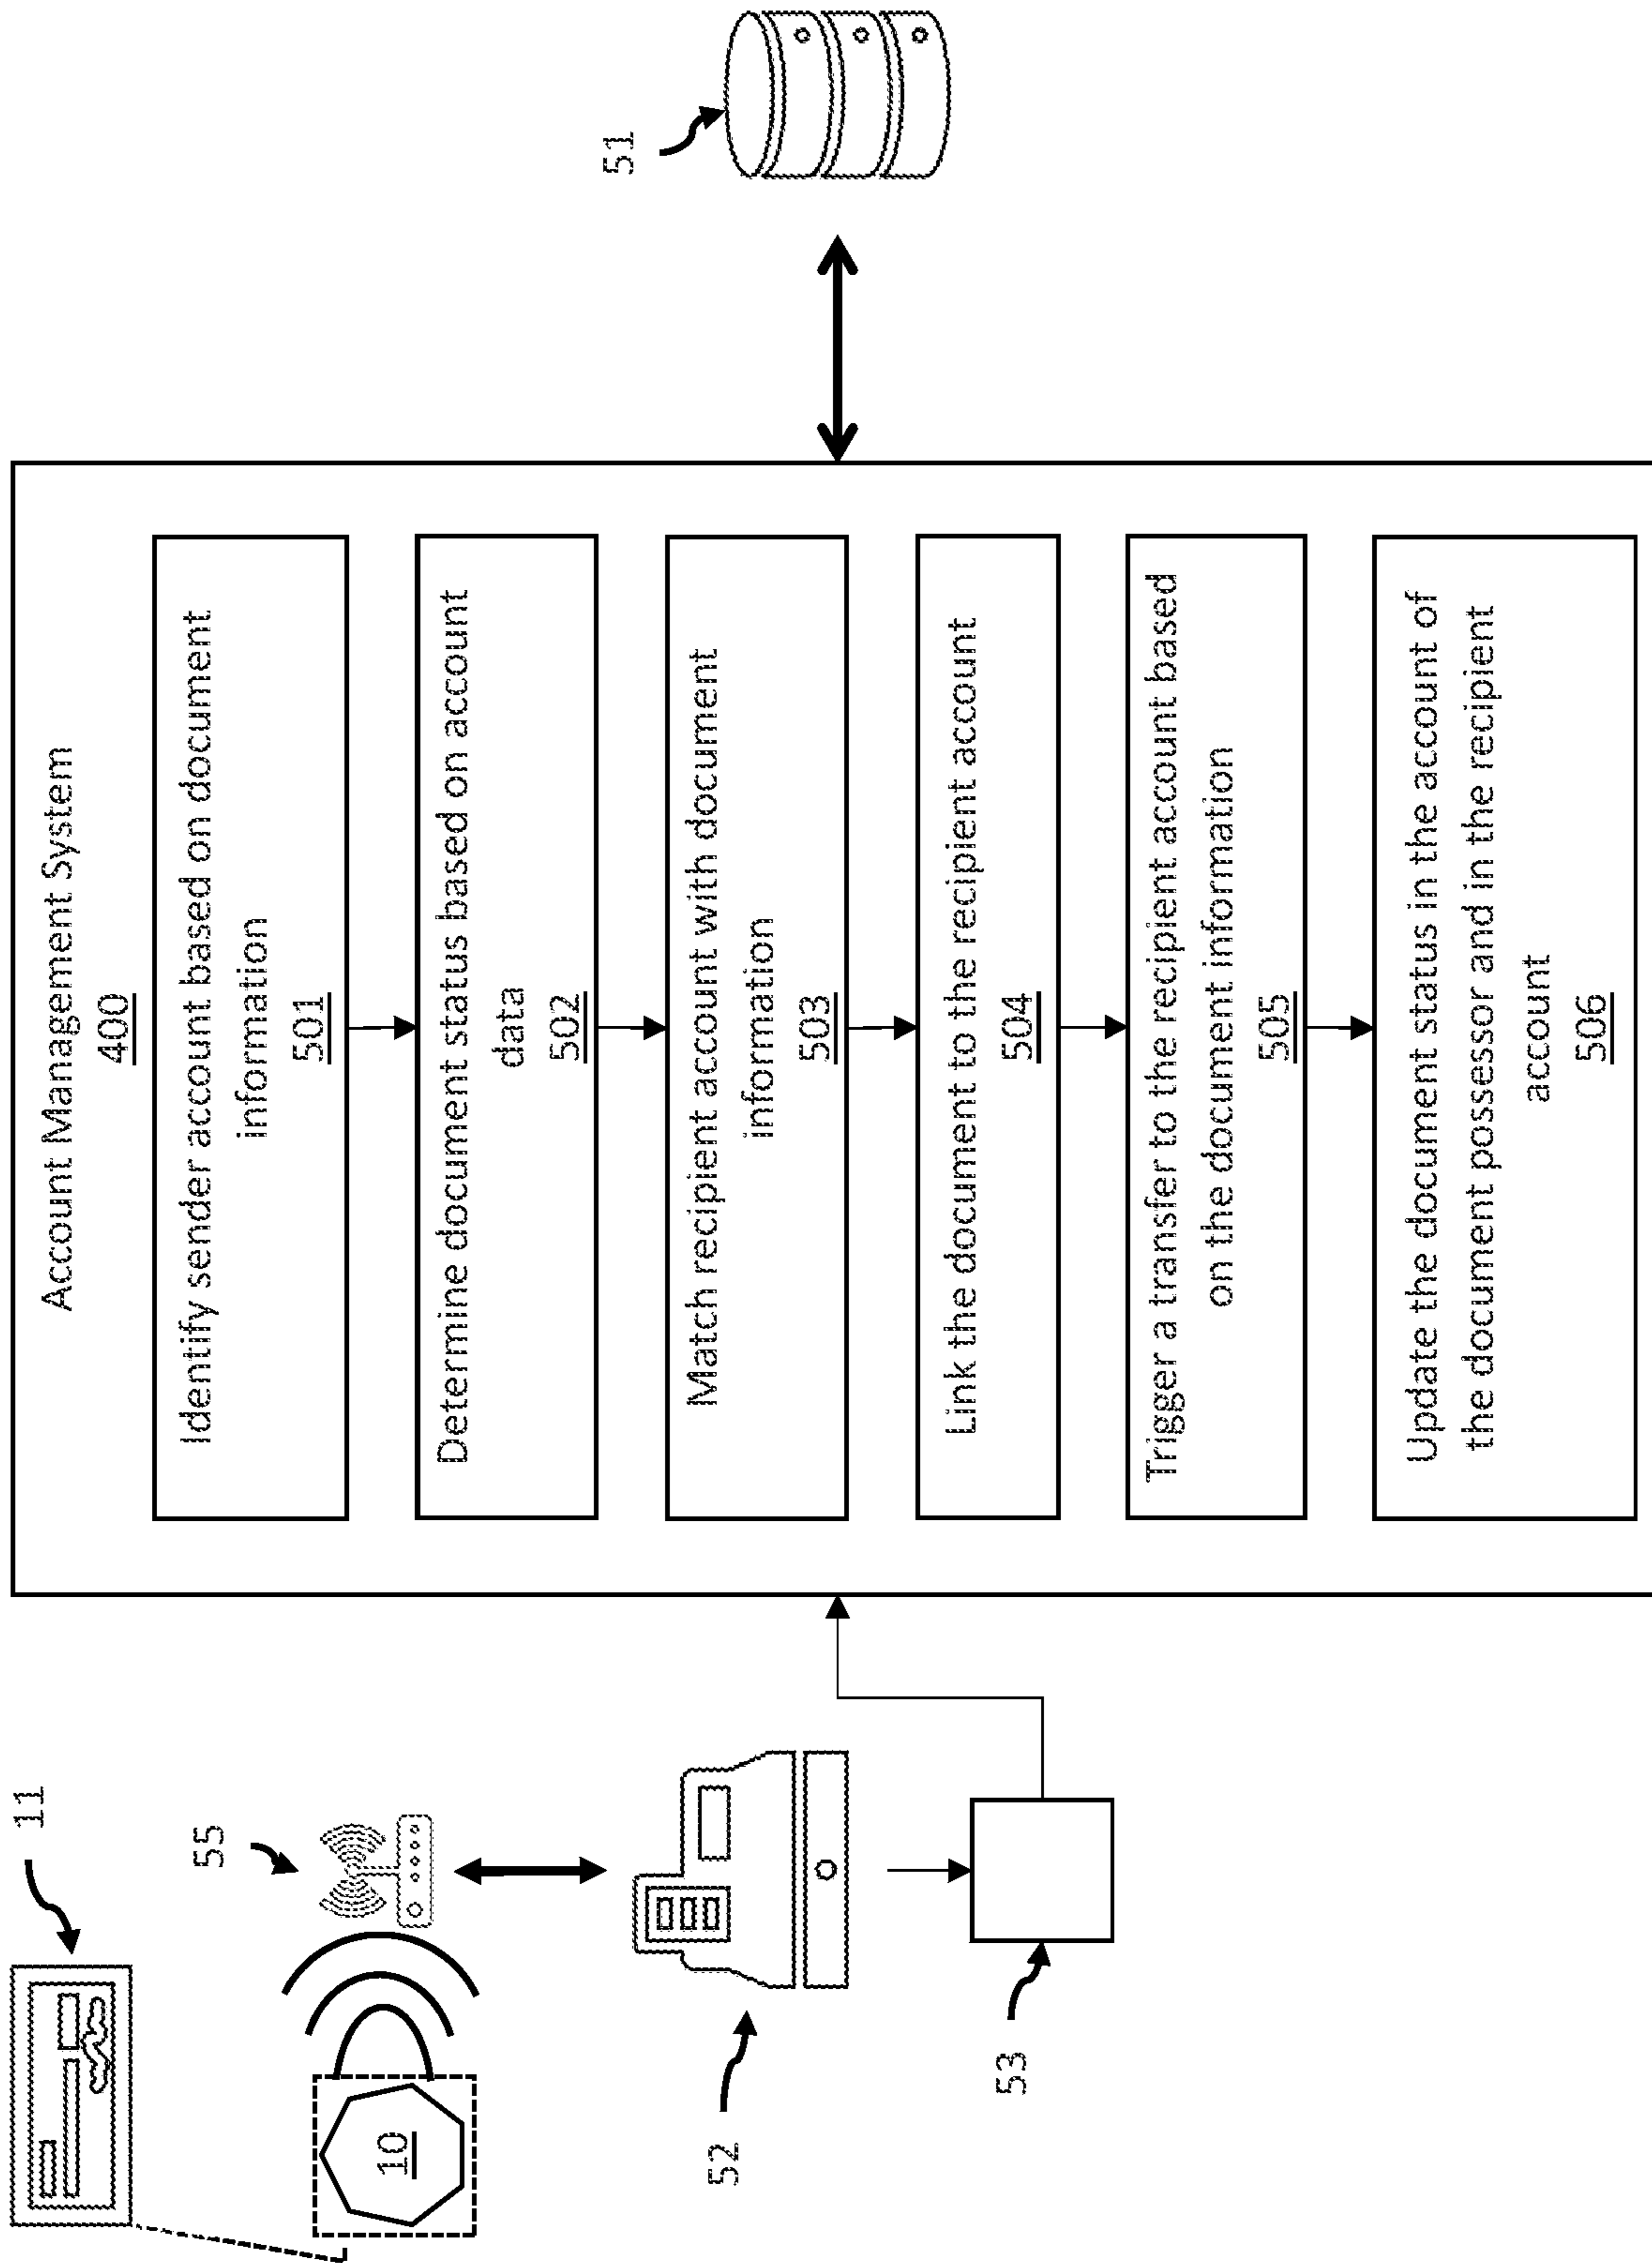 11
55
10
52
53
Account Management System
400
Identify sender account based on document
information
501
Determine document status based on account
data
502
Match recipient account with document
information
503
Link the document to the recipient account
504
Trigger a transfer to the recipient account based
on the document information
505
Update the document status in the account of
the document possessor and in the recipient
account
506
51